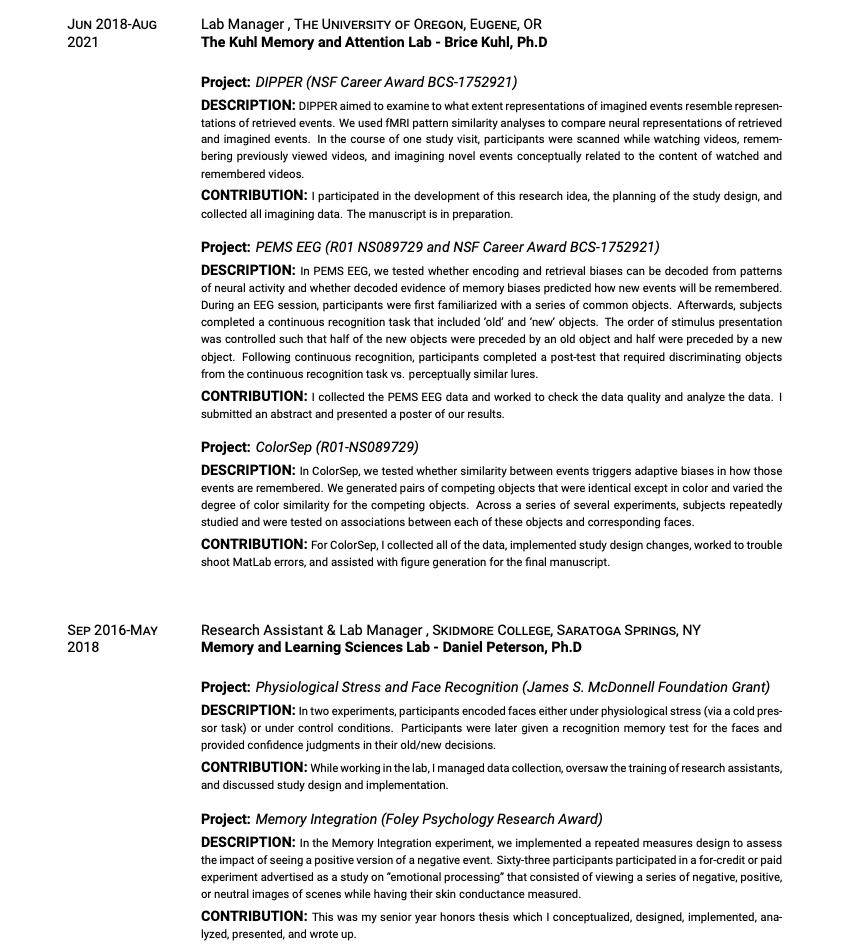 Jun 2018-Aug 2021
Lab Manager , The University of Oregon, Eugene, OR
The Kuhl Memory and Attention Lab - Brice Kuhl, Ph.D
Project: DIPPER (NSF Career Award BCS-1752921)
DESCRIPTION: DIPPER aimed to examine to what extent representations of imagined events resemble represen-
tations of retrieved events. We used fMRI pattern similarity analyses to compare neural representations of retrieved
and imagined events. In the course of one study visit, participants were scanned while watching videos, remem-
bering previously viewed videos, and imagining novel events conceptually related to the content of watched and
remembered videos.
CONTRIBUTION: I participated in the development of this research idea, the planning of the study design, and
collected all imagining data. The manuscript is in preparation.
Project: PEMS EEG (R01 NS089729 and NSF Career Award BCS-1752921)
DESCRIPTION: In PEMS EEG, we tested whether encoding and retrieval biases can be decoded from patterns
of neural activity and whether decoded evidence of memory biases predicted how new events will be remembered.
During an EEG session, participants were first familiarized with a series of common objects. Afterwards, subjects
completed a continuous recognition task that included ‘old’ and ‘new’ objects. The order of stimulus presentation
was controlled such that half of the new objects were preceded by an old object and half were preceded by a new
object. Following continuous recognition, participants completed a post-test that required discriminating objects
from the continuous recognition task vs. perceptually similar lures.
CONTRIBUTION: I collected the PEMS EEG data and worked to check the data quality and analyze the data. I
submitted an abstract and presented a poster of our results.
Project: ColorSep (R01-NS089729)
DESCRIPTION: In ColorSep, we tested whether similarity between events triggers adaptive biases in how those
events are remembered. We generated pairs of competing objects that were identical except in color and varied the
degree of color similarity for the competing objects. Across a series of several experiments, subjects repeatedly
studied and were tested on associations between each of these objects and corresponding faces.
CONTRIBUTION: For ColorSep, I collected all of the data, implemented study design changes, worked to trouble
shoot MatLab errors, and assisted with figure generation for the final manuscript.
Sep 2016-May 2018
Research Assistant & Lab Manager , Skidmore College, Saratoga Springs, NY
Memory and Learning Sciences Lab - Daniel Peterson, Ph.D
Project: Physiological Stress and Face Recognition (James S. McDonnell Foundation Grant)
DESCRIPTION: In two experiments, participants encoded faces either under physiological stress (via a cold pres-
sor task) or under control conditions. Participants were later given a recognition memory test for the faces and
provided confidence judgments in their old/new decisions.
CONTRIBUTION: While working in the lab, I managed data collection, oversaw the training of research assistants,
and discussed study design and implementation.
Project: Memory Integration (Foley Psychology Research Award)
DESCRIPTION: In the Memory Integration experiment, we implemented a repeated measures design to assess
the impact of seeing a positive version of a negative event. Sixty-three participants participated in a for-credit or paid
experiment advertised as a study on “emotional processing” that consisted of viewing a series of negative, positive,
or neutral images of scenes while having their skin conductance measured.
CONTRIBUTION: This was my senior year honors thesis which I conceptualized, designed, implemented, ana-
lyzed, presented, and wrote up.